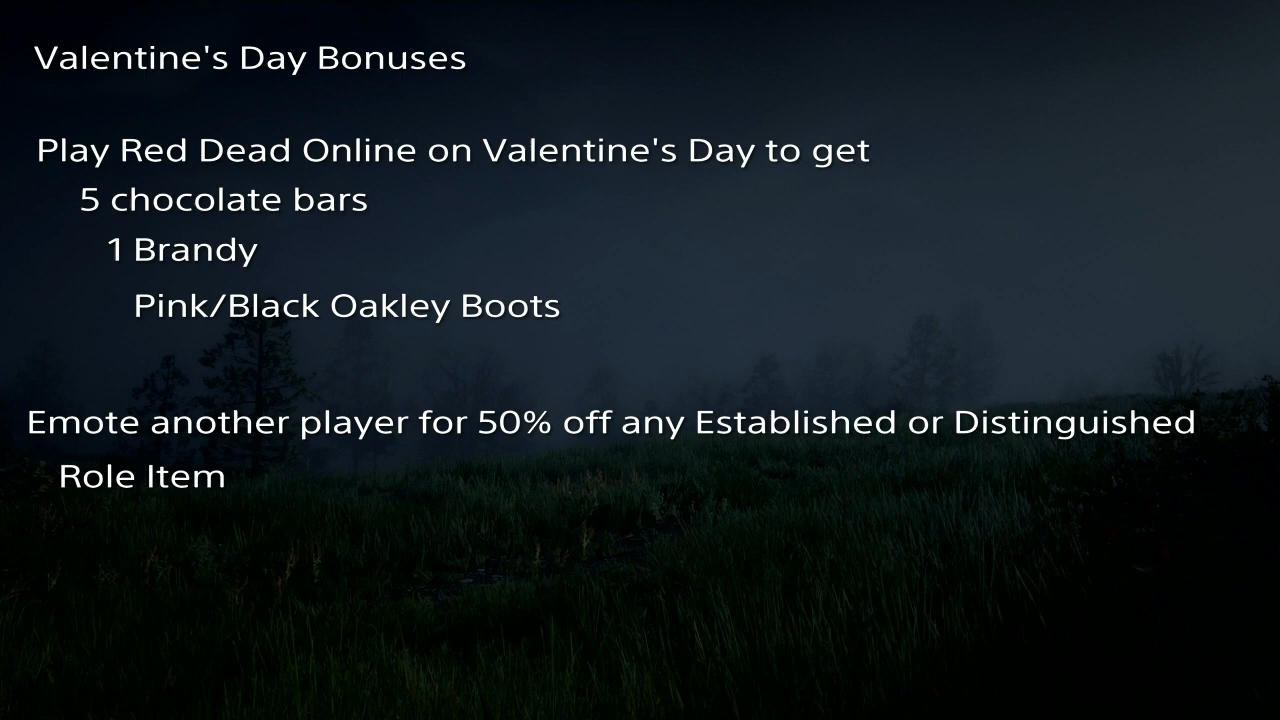 Valentine's Day Bonuses
Play Red Dead Online on Valentine's Day to get
5 chocolate bars
1 Brandy
Pink/Black Oakley Boots
Emote another player for 50% off any Established or Distinguished
Role Item